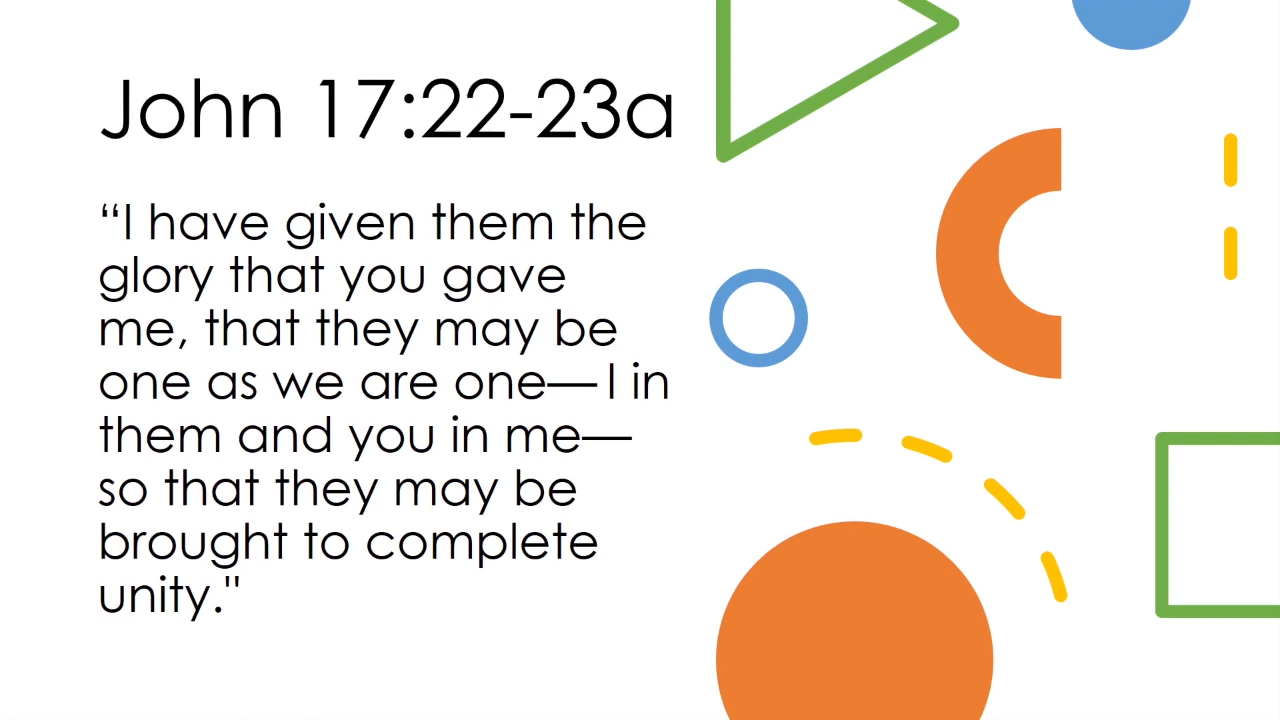 John 17:22-23a
“I have given them the
glory that you gave
me, that they may be
one as we are one— I in
them and you in me—
so that they may be
brought to complete
unity."